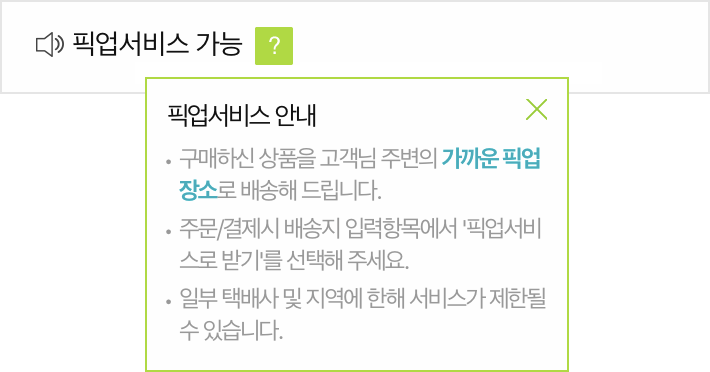 픽업서비스 가능 ?
픽업서비스 안내
• 구매하신 상품을 고객님 주변의 가까운 픽업
장소로 배송해 드립니다.
• 주문/결제시 배송지 입력항목에서 '픽업서비
스로 받기'를 선택해 주세요.
• 일부 택배사 및 지역에 한해 서비스가 제한될
수 있습니다.